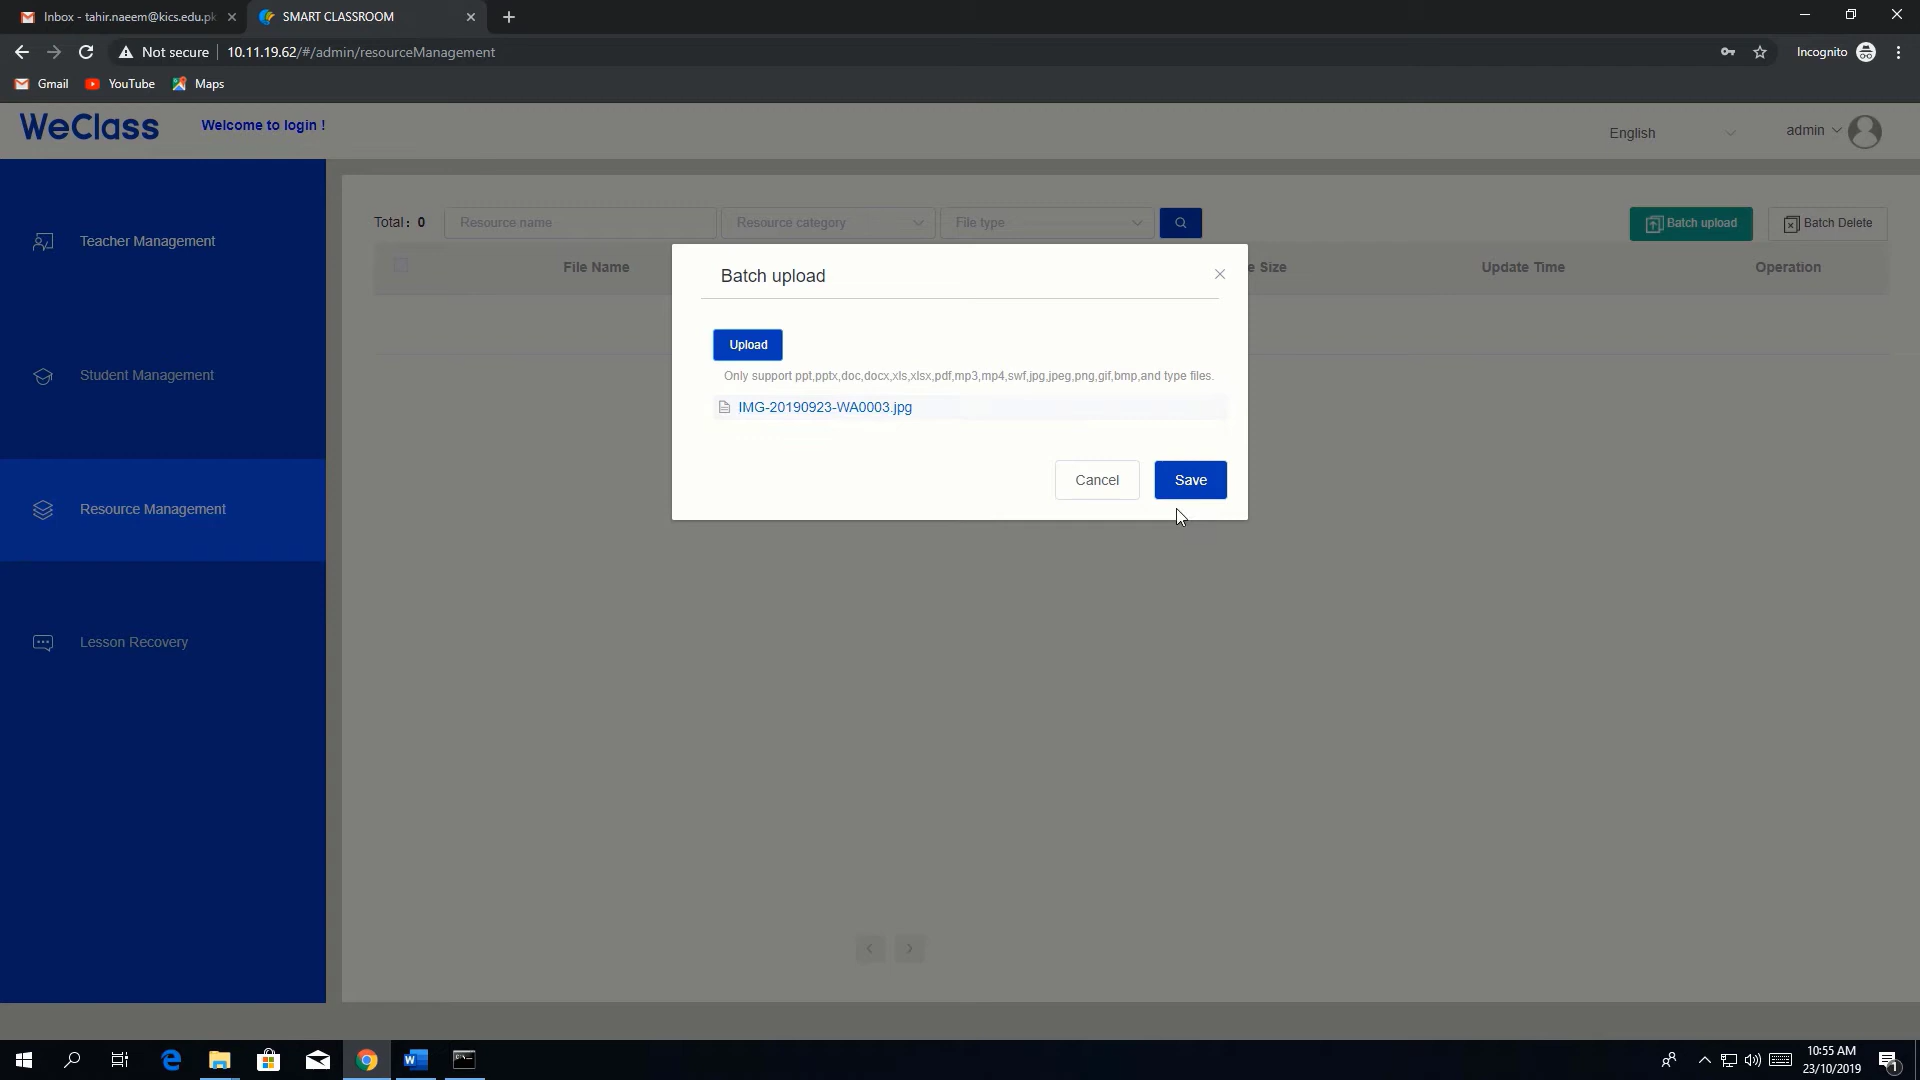 Inbox - tahir.naeem@kics.edu.pk
SMART CLASSROOM
Not secure
10.11.19.62/#/admin/resourceManagement
Incognito
Gmail
YouTube
Maps
WeClass
Welcome to login !
English
admin
Teacher Management
Student Management
Resource Management
Lesson Recovery
Total: 0
Resource name
Resource category
File type
Batch upload
Batch Delete
File Name
e Size
Update Time
Operation
Batch upload
Upload
Only support ppt,pptx,doc,docx,xls,xlsx,pdf,mp3,mp4,swf,jpg,jpeg,png,gif,bmp,and type files.
IMG-20190923-WA0003.jpg
Cancel
Save
10:55 AM
23/10/2019
1